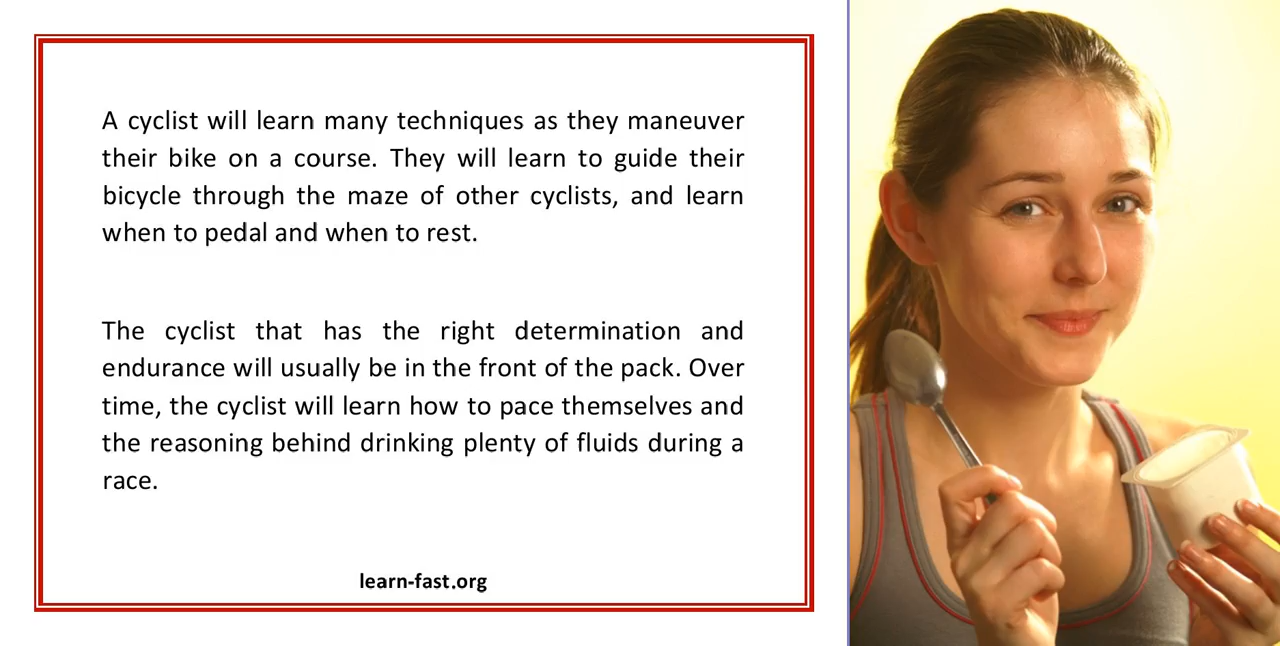 A cyclist will learn many techniques as they maneuver
their bike on a course. They will learn to guide their
bicycle through the maze of other cyclists, and learn
when to pedal and when to rest.
The cyclist that has the right determination and
endurance will usually be in the front of the pack. Over
time, the cyclist will learn how to pace themselves and
the reasoning behind drinking plenty of fluids during a
race.
learn-fast.org